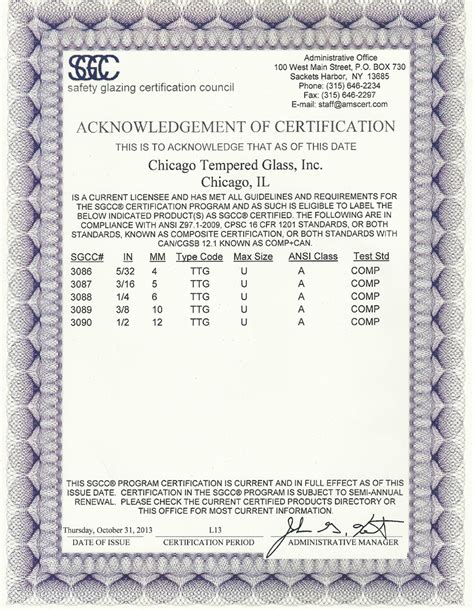 SGCC
safety glazing certification council
Administrative Office
100 West Main Street, P.O. BOX 730
Sackets Harbor, NY 13685
Phone: (315) 646-2234
Fax: (315) 646-2297
E-mail: staff@amscert.com
ACKNOWLEDGEMENT OF CERTIFICATION
THIS IS TO ACKNOWLEDGE THAT AS OF THIS DATE
Chicago Tempered Glass, Inc.
Chicago, IL
IS A CURRENT LICENSEE AND HAS MET ALL GUIDELINES AND REQUIREMENTS FOR
THE SGCC® CERTIFICATION PROGRAM AND AS SUCH IS ELIGIBLE TO LABEL THE
BELOW INDICATED PRODUCT(S) AS SGCC® CERTIFIED. THE FOLLOWING ARE IN
COMPLIANCE WITH ANSI Z97.1-2009, CPSC 16 CFR 1201 STANDARDS, OR BOTH
STANDARDS, KNOWN AS COMPOSITE CERTIFICATION, OR BOTH STANDARDS WITH
CAN/CGSB 12.1 KNOWN AS COMP+CAN.
SGCC# IN MM Type Code Max Size ANSI Class Test Std
3086 5/32 4 TTG U A COMP
3087 3/16 5 TTG U A COMP
3088 1/4 6 TTG U A COMP
3089 3/8 10 TTG U A COMP
3090 1/2 12 TTG U A COMP
THIS SGCC® PROGRAM CERTIFICATION IS CURRENT AND IN FULL EFFECT AS OF THIS
ISSUE DATE. CERTIFICATION IN THE SGCC® PROGRAM IS SUBJECT TO SEMI-ANNUAL
RENEWAL. PLEASE CHECK THE CURRENT CERTIFIED PRODUCTS DIRECTORY OR
THIS OFFICE FOR MOST CURRENT INFORMATION.
Thursday, October 31, 2013 L13
DATE OF ISSUE CERTIFICATION PERIOD ADMINISTRATIVE MANAGER